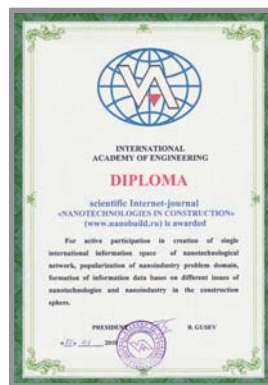 INTERNATIONAL
ACADEMY OF ENGINEERING
DIPLOMA
scientific Internet-journal
«NANOTECHNOLOGIES IN CONSTRUCTION»
(www.nanobuild.ru) is awarded
For active participation in creation of single
international information space of nanotechnological
network, popularization of nanoindustry problem domain,
formation of information data bases on different issues of
nanotechnologies and nanoindustry in the construction
sphere.
PRESIDENT B. GUSEV